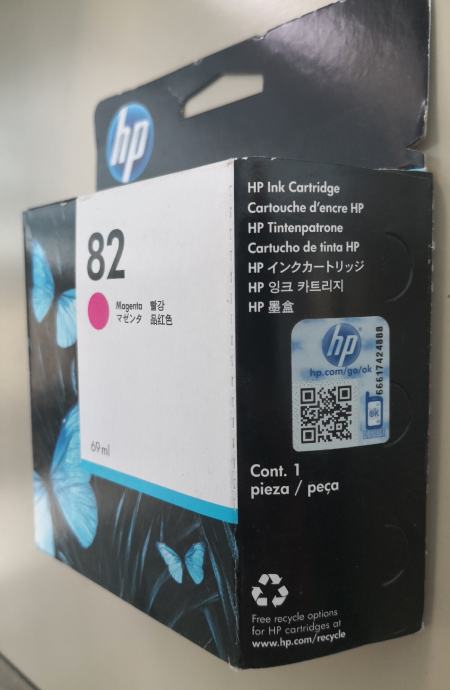 hp
82
Magenta 빨강
マゼンタ 品红色
69 ml
HP Ink Cartridge
Cartouche d'encre HP
HP Tintenpatrone
Cartucho de tinta HP
HP インクカートリッジ
HP 잉크 카트리지
HP 墨盒
hp
hp.com/go/ok
ok
666174248BB
Cont. 1
pieza / peça
Free recycle options
for HP cartridges at
www.hp.com/recycle